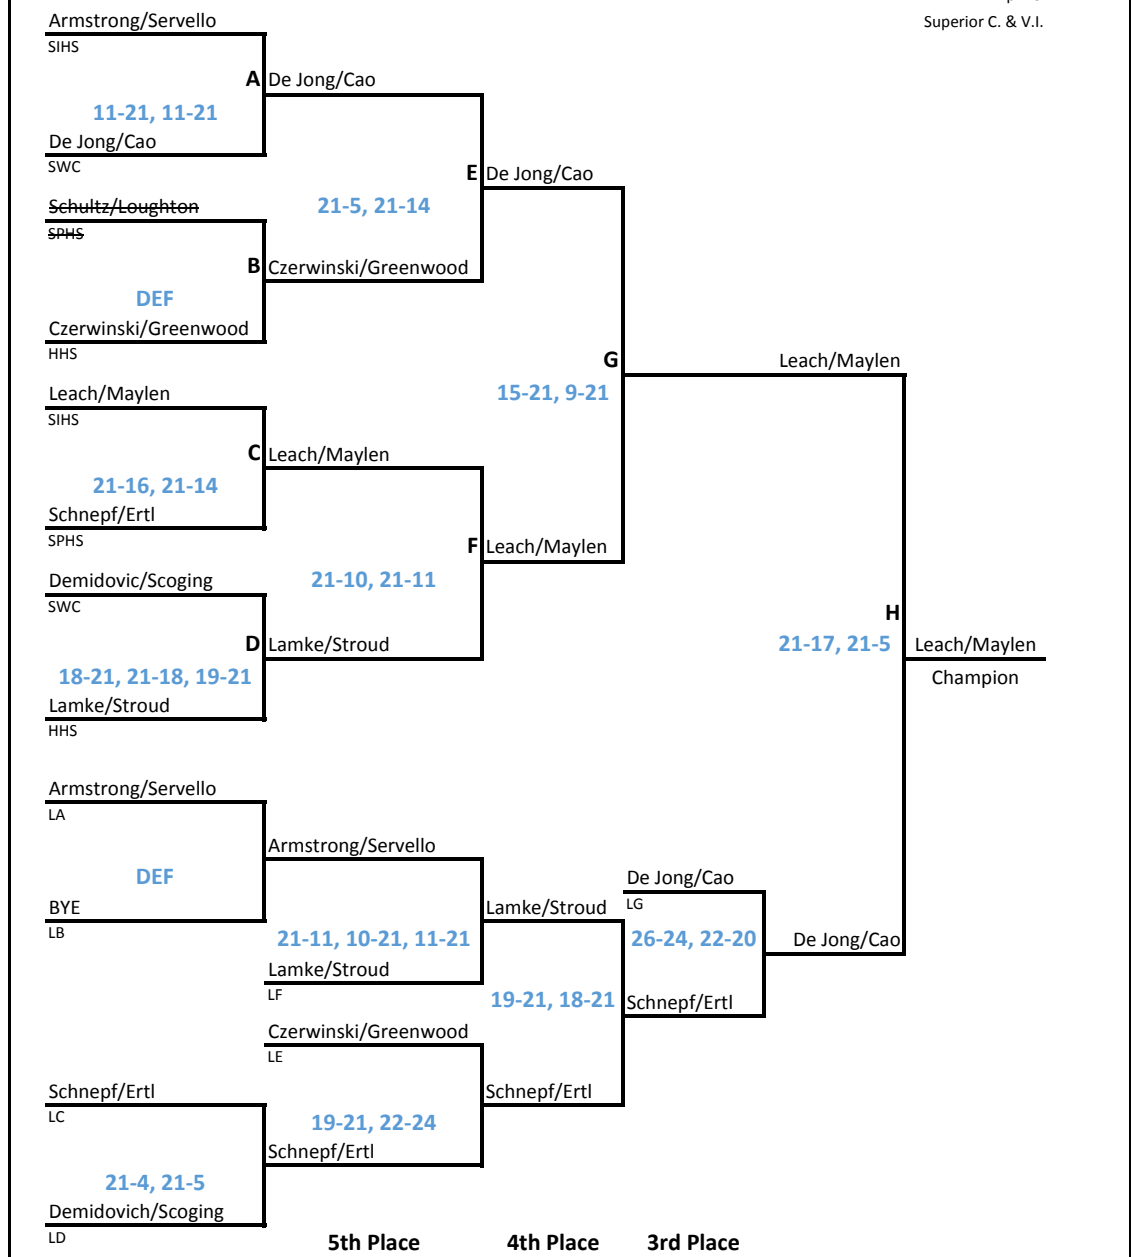 Armstrong/Servello
Superior C. & V.I.
SIHS
A De Jong/Cao
11-21, 11-21
De Jong/Cao
SWC
E De Jong/Cao
Schultz/Loughton
21-5, 21-14
SPHS
B Czerwinski/Greenwood
DEF
Czerwinski/Greenwood
HHS
G Leach/Maylen
Leach/Maylen
15-21, 9-21
SIHS
C Leach/Maylen
21-16, 21-14
Schnepf/Ertl
SPHS
F Leach/Maylen
Demidovic/Scoging
21-10, 21-11
SWC
H
D Lamke/Stroud
21-17, 21-5 Leach/Maylen
18-21, 21-18, 19-21
Champion
Lamke/Stroud
HHS
Armstrong/Servello
LA
Armstrong/Servello
DEF
De Jong/Cao
BYE
Lamke/Stroud
LG
LB
21-11, 10-21, 11-21
26-24, 22-20
De Jong/Cao
Lamke/Stroud
LF
19-21, 18-21
Schnepf/Ertl
Czerwinski/Greenwood
LE
Schnepf/Ertl
Schnepf/Ertl
LC
19-21, 22-24
Schnepf/Ertl
21-4, 21-5
Demidovich/Scoging
LD
5th Place 4th Place 3rd Place